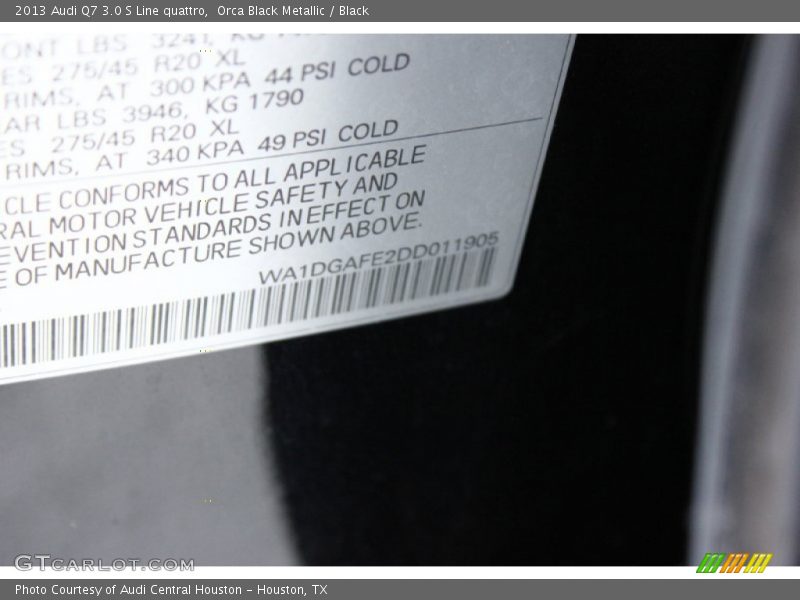 2013 Audi Q7 3.0 S Line quattro, Orca Black Metallic / Black
ONT LBS 3241, KG
ES 275/45 R20 XL
RIMS, AT 300 KPA 44 PSI COLD
AR LBS 3946, KG 1790
ES 275/45 R20 XL
RIMS, AT 340 KPA 49 PSI COLD
CLE CONFORMS TO ALL APPLICABLE
RAL MOTOR VEHICLE SAFETY AND
EVENTION STANDARDS IN EFFECT ON
E OF MANUFACTURE SHOWN ABOVE.
WA1DGAFE2DD011905
GTCARLOT.COM
Photo Courtesy of Audi Central Houston - Houston, TX